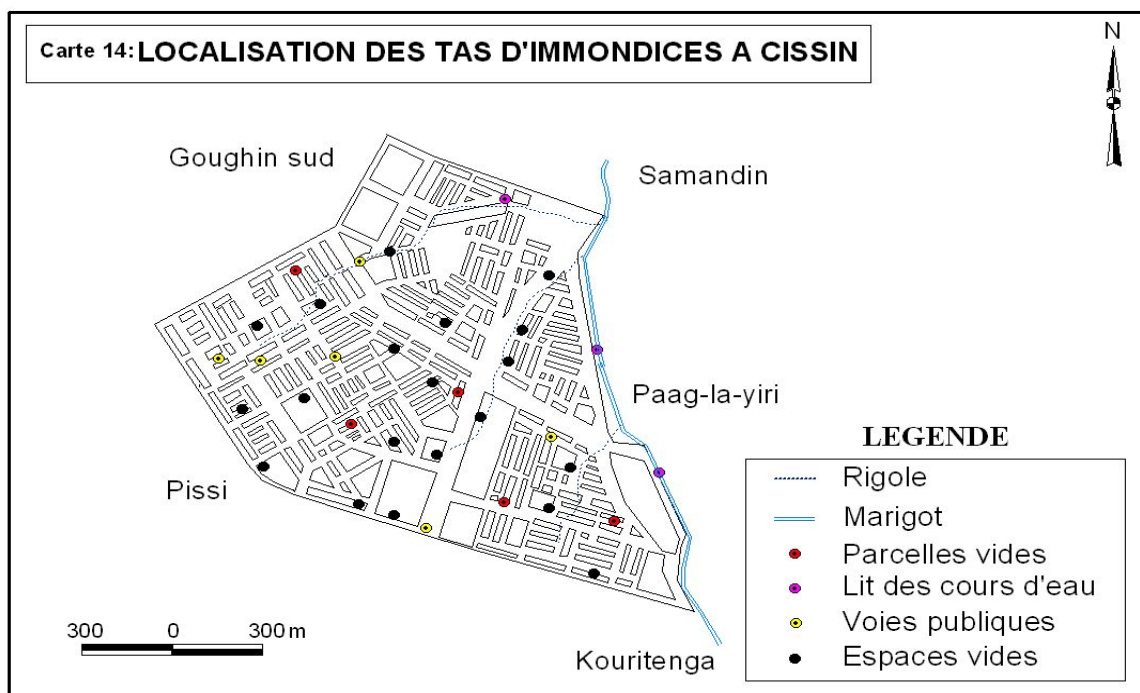 Carte 14: LOCALISATION DES TAS D'IMMONDICES A CISSIN
N
Goughin sud
Samandin
Paag-la-yiri
Pissi
Kouritenga
LEGENDE
Rigole
Marigot
Parcelles vides
Lit des cours d'eau
Voies publiques
Espaces vides
300 0 300 m